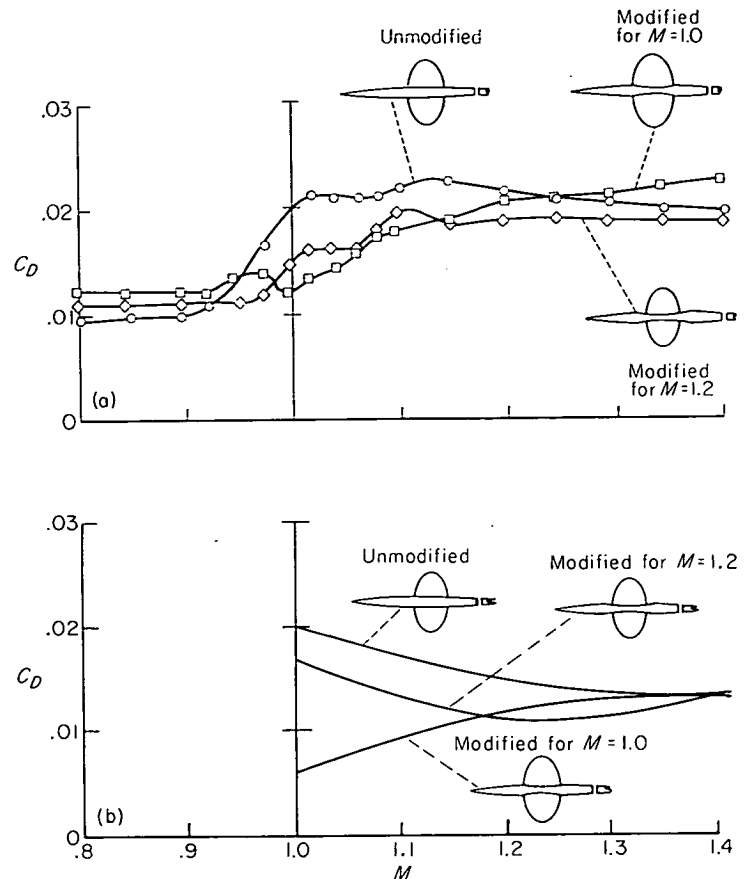 Unmodified
Modified
for M = 1.0
.03
.02
C_D
.01
Modified
for M = 1.2
(a)
0
.03
Unmodified
Modified for M = 1.2
.02
C_D
.01
Modified for M = 1.0
(b)
0
.8
.9
1.0
1.1
1.2
1.3
1.4
M